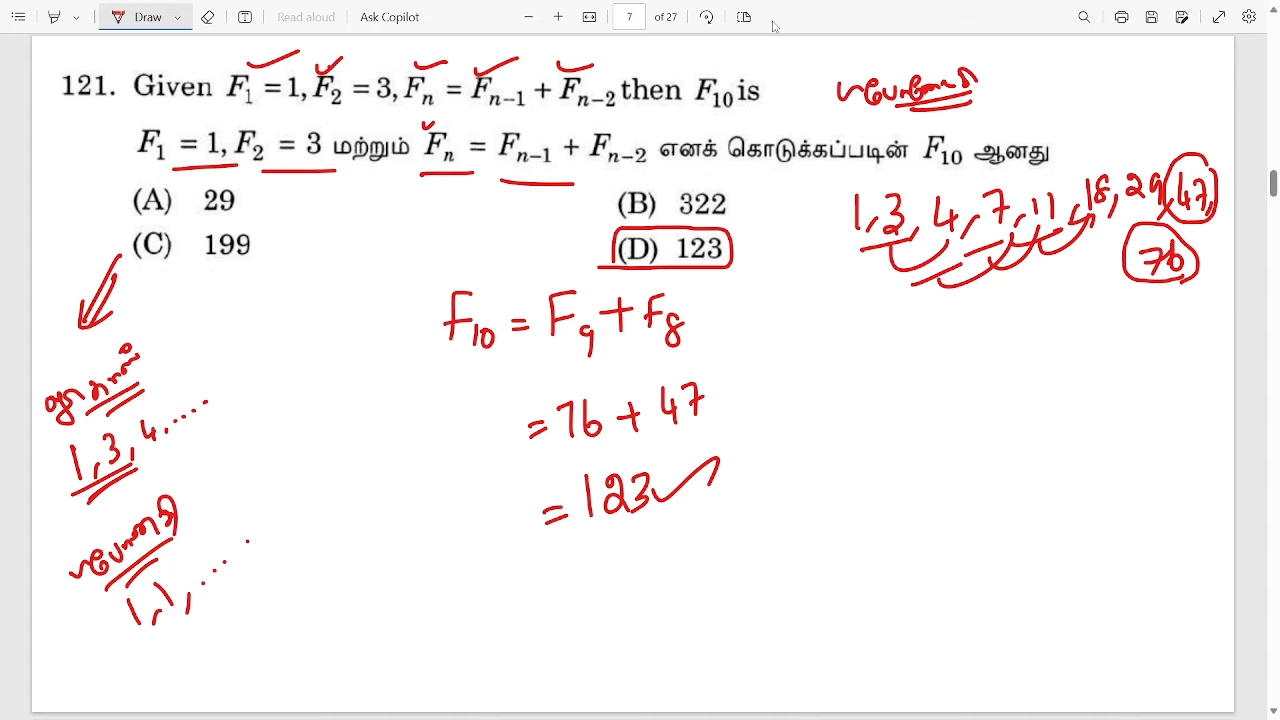 Draw Read aloud Ask Copilot 7 of 27
121. Given F₁ = 1, F₂ = 3, Fₙ = Fₙ₋₁ + Fₙ₋₂ then F₁₀ is
F₁ = 1, F₂ = 3 மற்றும் Fₙ = Fₙ₋₁ + Fₙ₋₂ எனக் கொடுக்கப்படின் F₁₀ ஆனது
(A) 29 (B) 322
(C) 199 (D) 123
1, 3, 4, 7, 11, 18, 29, 47,
76
F₁₀ = F₉ + F₈
= 76 + 47
= 123
லூகாஸ்
1, 3, 4, .....
1, 1, ....